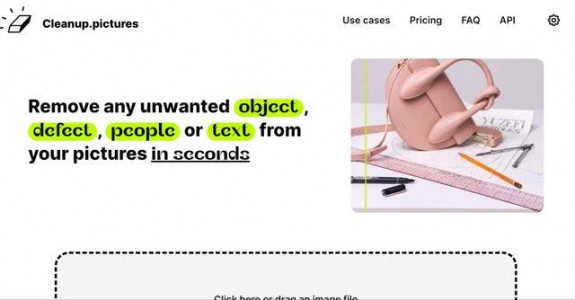 Cleanup.pictures
Use cases Pricing FAQ API
Remove any unwanted object,
defect, people or text from
your pictures in seconds
Click here or drag an image file